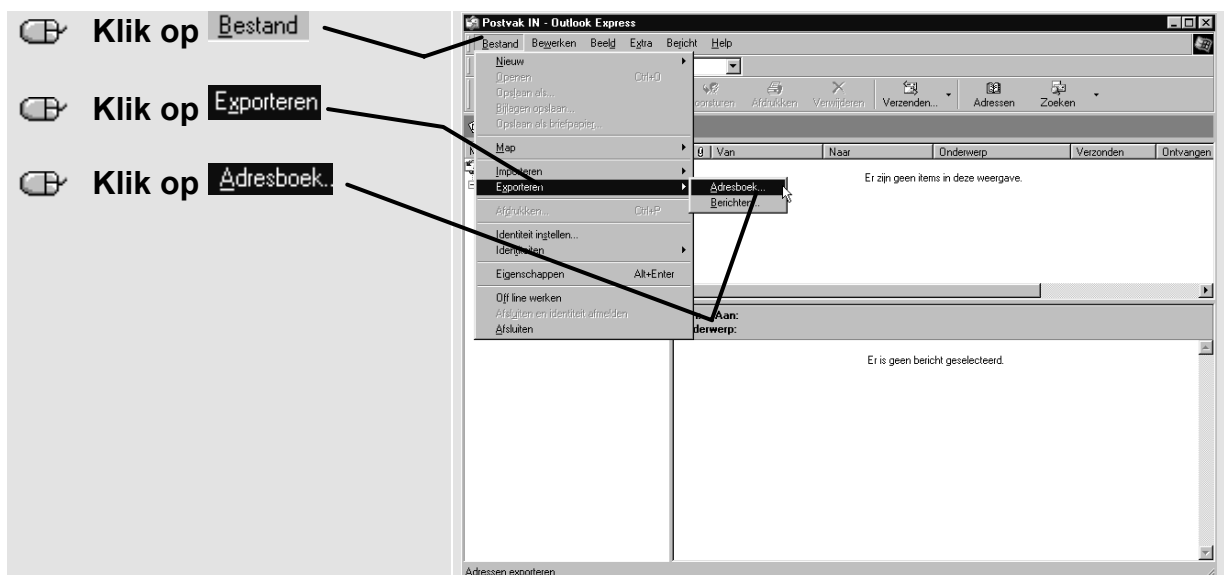 Klik op Bestand
Klik op Exporteren
Klik op Adresboek..
Postvak IN - Outlook Express
Bestand Bewerken Beeld Extra Bericht Help
Nieuw
Openen Ctrl+O
Opslaan als...
Bijlagen opslaan...
Opslaan als briefpapier...
Map
Importeren
Exporteren
Afdrukken... Ctrl+P
Identiteit instellen...
Identiteiten
Eigenschappen Alt+Enter
Off line werken
Afsluiten en identiteit afmelden
Afsluiten
Adresboek...
Berichten...
Afdrukken Verwijderen Verzenden... Adressen Zoeken
Van Naar Onderwerp Verzonden Ontvangen
Er zijn geen items in deze weergave.
Aan:
derwerp:
Er is geen bericht geselecteerd.
Adressen exporteren